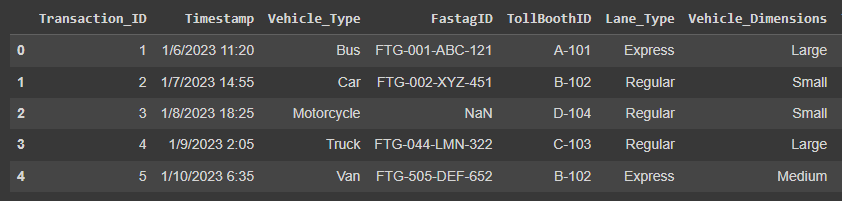 Transaction_ID Timestamp Vehicle_Type FastagID TollBoothID Lane_Type Vehicle_Dimensions
0 1 1/6/2023 11:20 Bus FTG-001-ABC-121 A-101 Express Large
1 2 1/7/2023 14:55 Car FTG-002-XYZ-451 B-102 Regular Small
2 3 1/8/2023 18:25 Motorcycle NaN D-104 Regular Small
3 4 1/9/2023 2:05 Truck FTG-044-LMN-322 C-103 Regular Large
4 5 1/10/2023 6:35 Van FTG-505-DEF-652 B-102 Express Medium